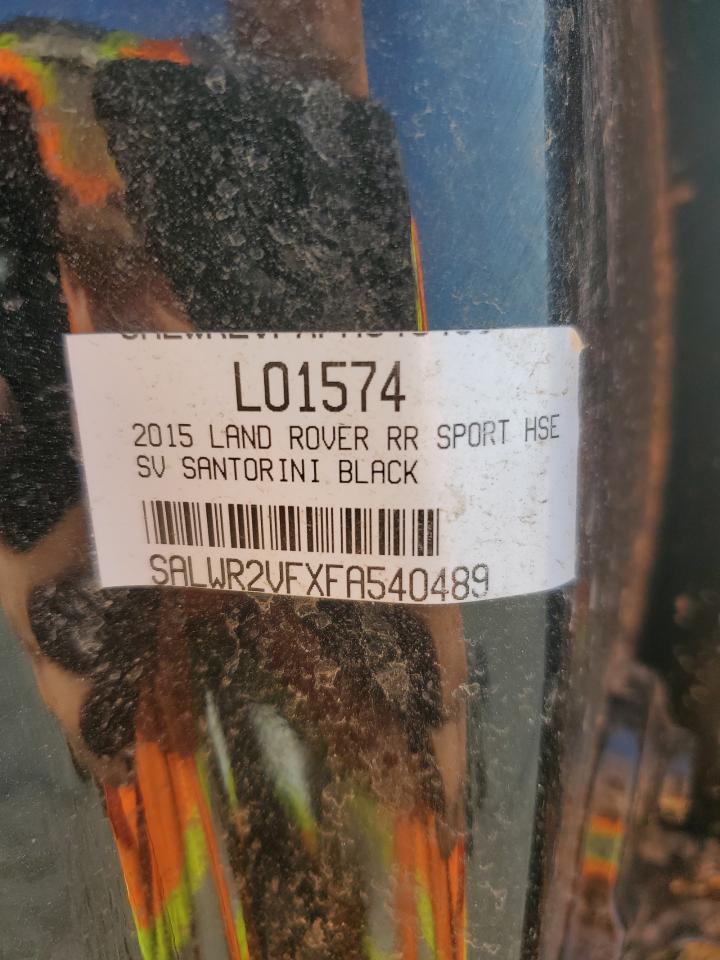 L01574
2015 LAND ROVER RR SPORT HSE
SV SANTORINI BLACK
SALWR2VFXFA540489